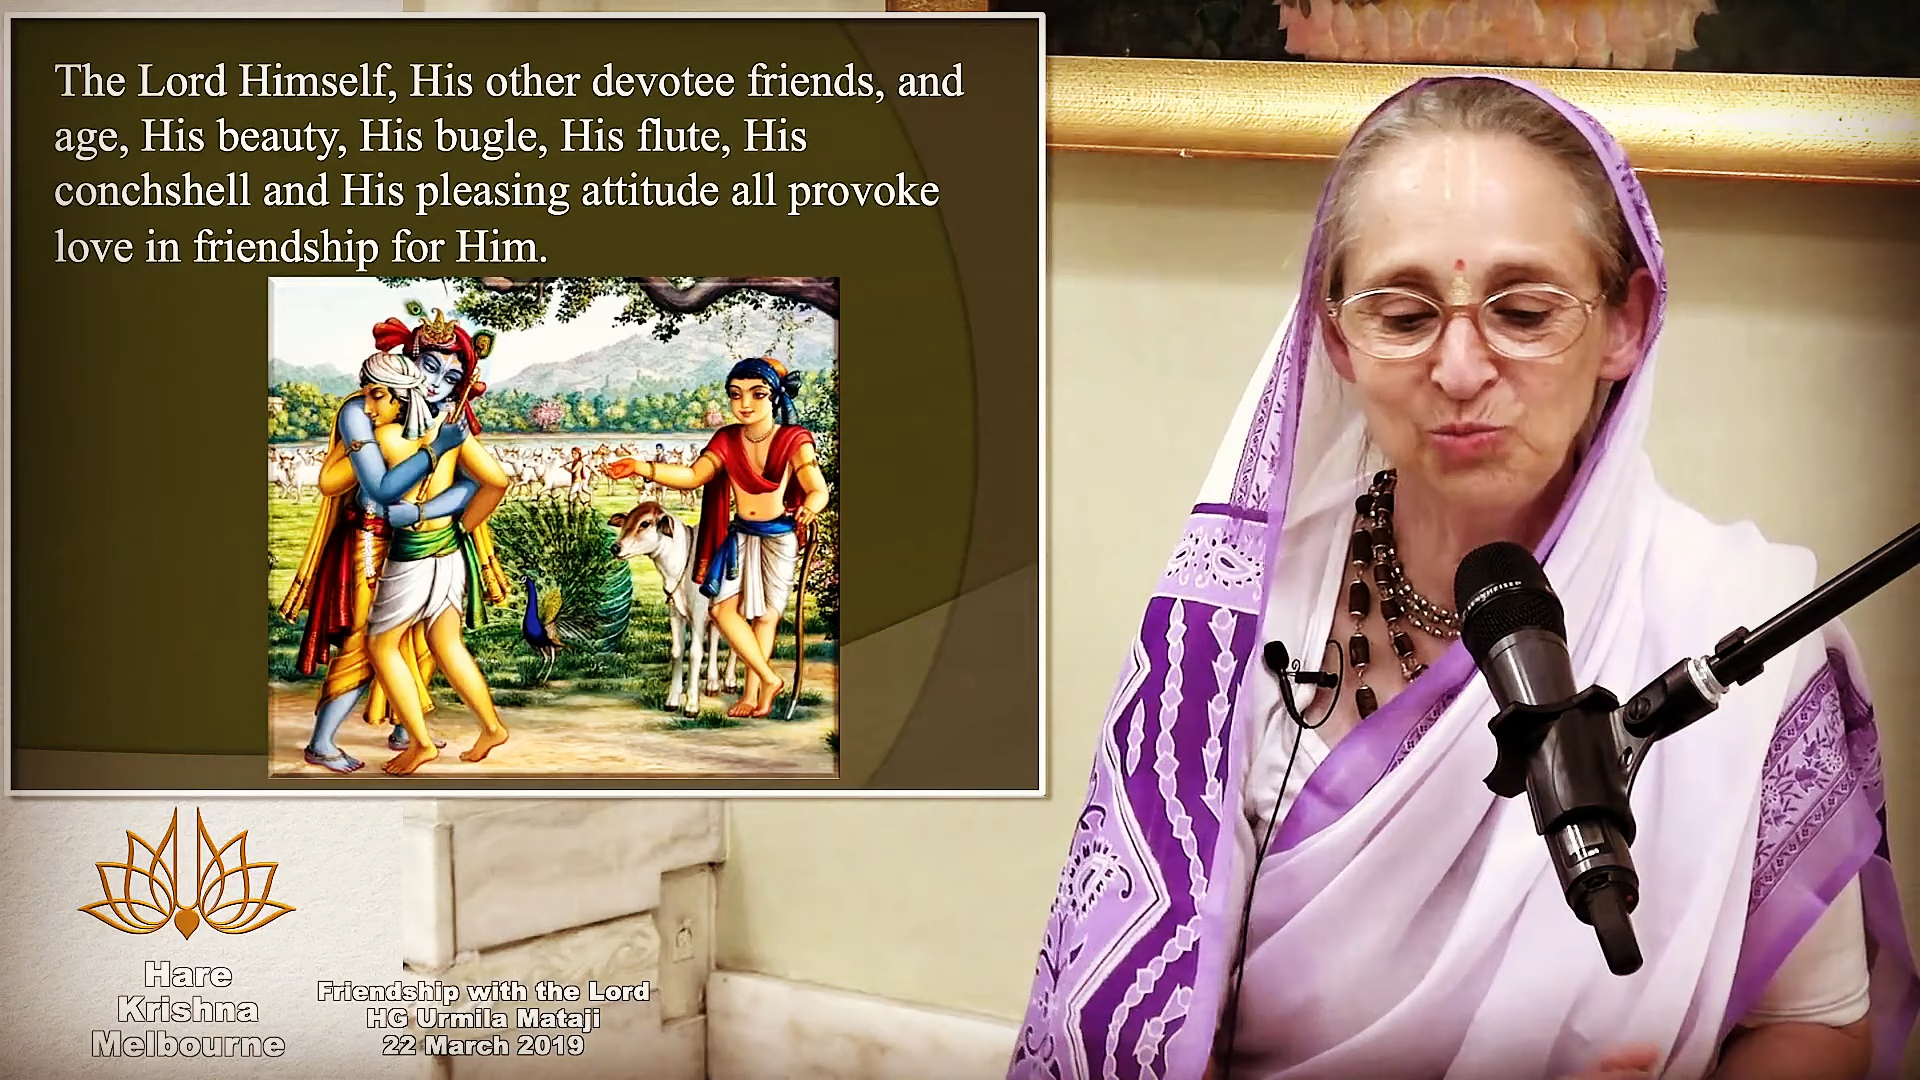 The Lord Himself, His other devotee friends, and
age, His beauty, His bugle, His flute, His
conchshell and His pleasing attitude all provoke
love in friendship for Him.
Hare
Krishna
Melbourne
Friendship with the Lord
HG Urmila Mataji
22 March 2019